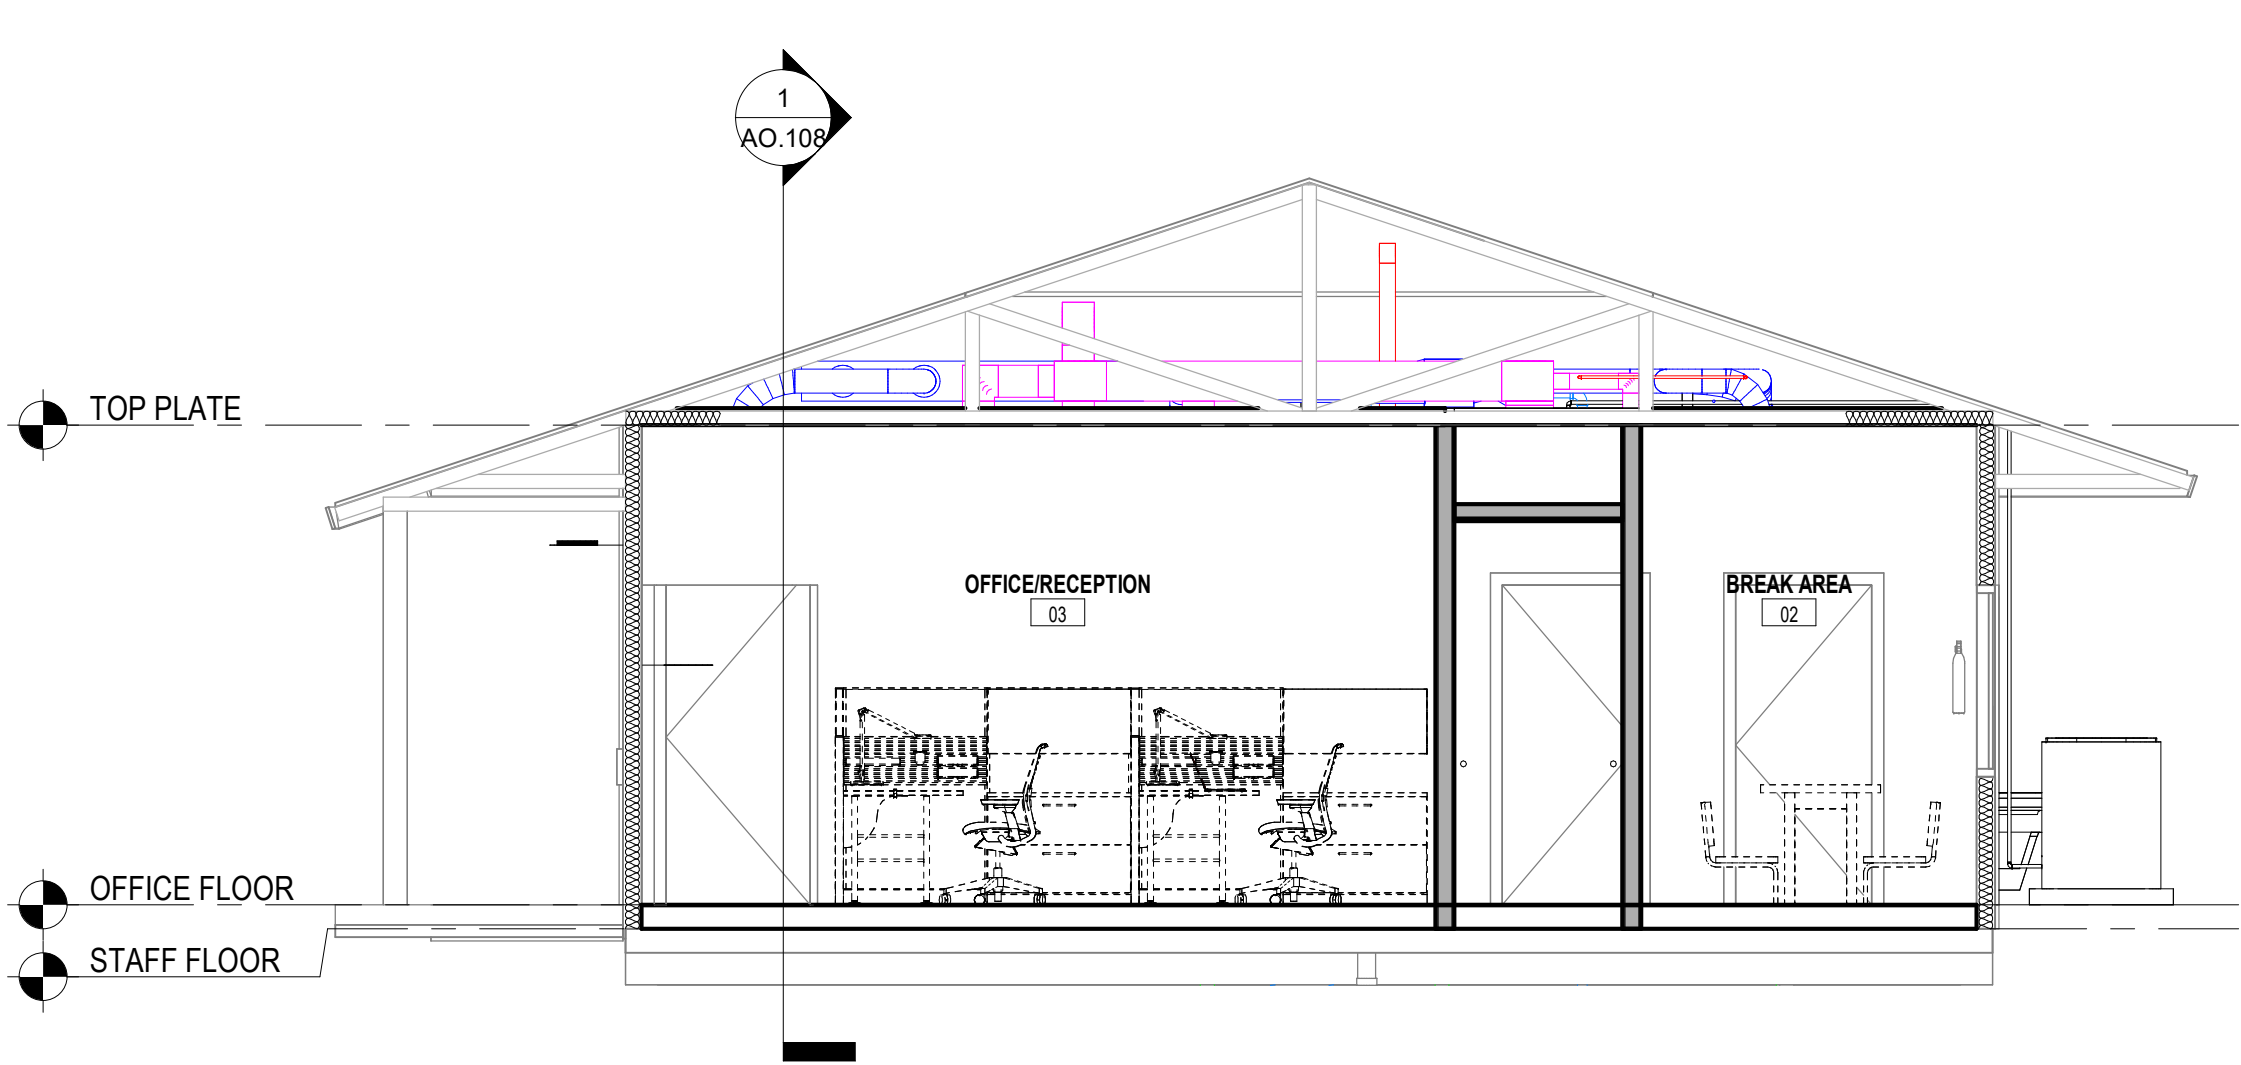 1
AO.108
TOP PLATE
OFFICE/RECEPTION
03
BREAK AREA
02
OFFICE FLOOR
STAFF FLOOR